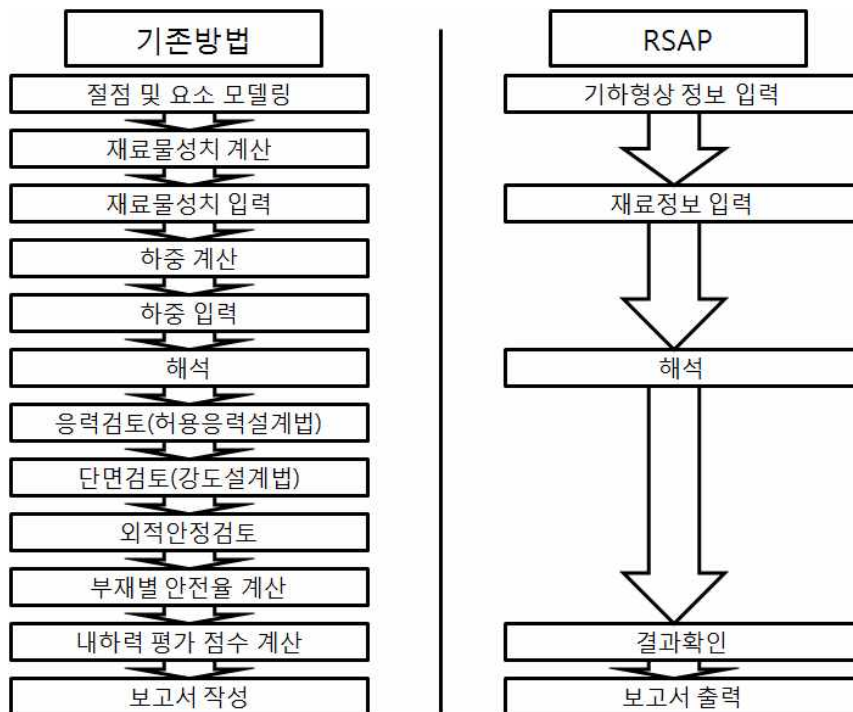 기존방법
절점 및 요소 모델링
재료물성치 계산
재료물성치 입력
하중 계산
하중 입력
해석
응력검토(허용응력설계법)
단면검토(강도설계법)
외적안정검토
부재별 안전율 계산
내하력 평가 점수 계산
보고서 작성
RSAP
기하형상 정보 입력
재료정보 입력
해석
결과확인
보고서 출력